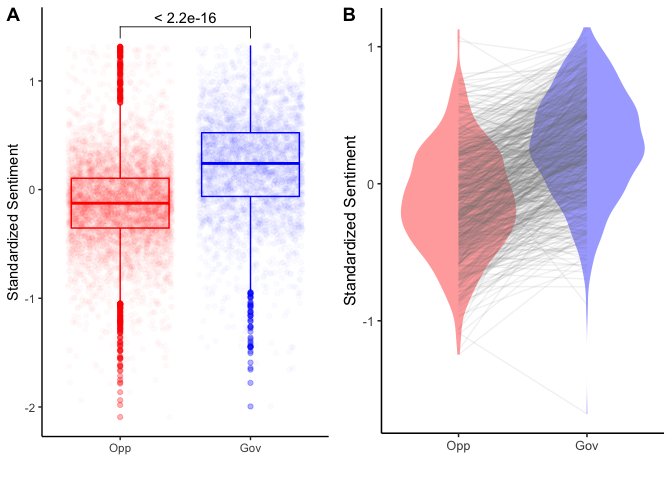 A
< 2.2e-16
Standardized Sentiment
1
0
-1
-2
Opp Gov
B
Standardized Sentiment
1
0
-1
Opp Gov